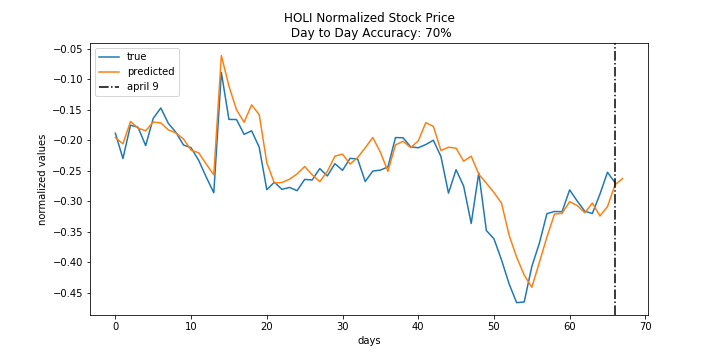 HOLI Normalized Stock Price
Day to Day Accuracy: 70%
true
predicted
april 9
normalized values
−0.05
−0.10
−0.15
−0.20
−0.25
−0.30
−0.35
−0.40
−0.45
0
10
20
30
40
50
60
70
days